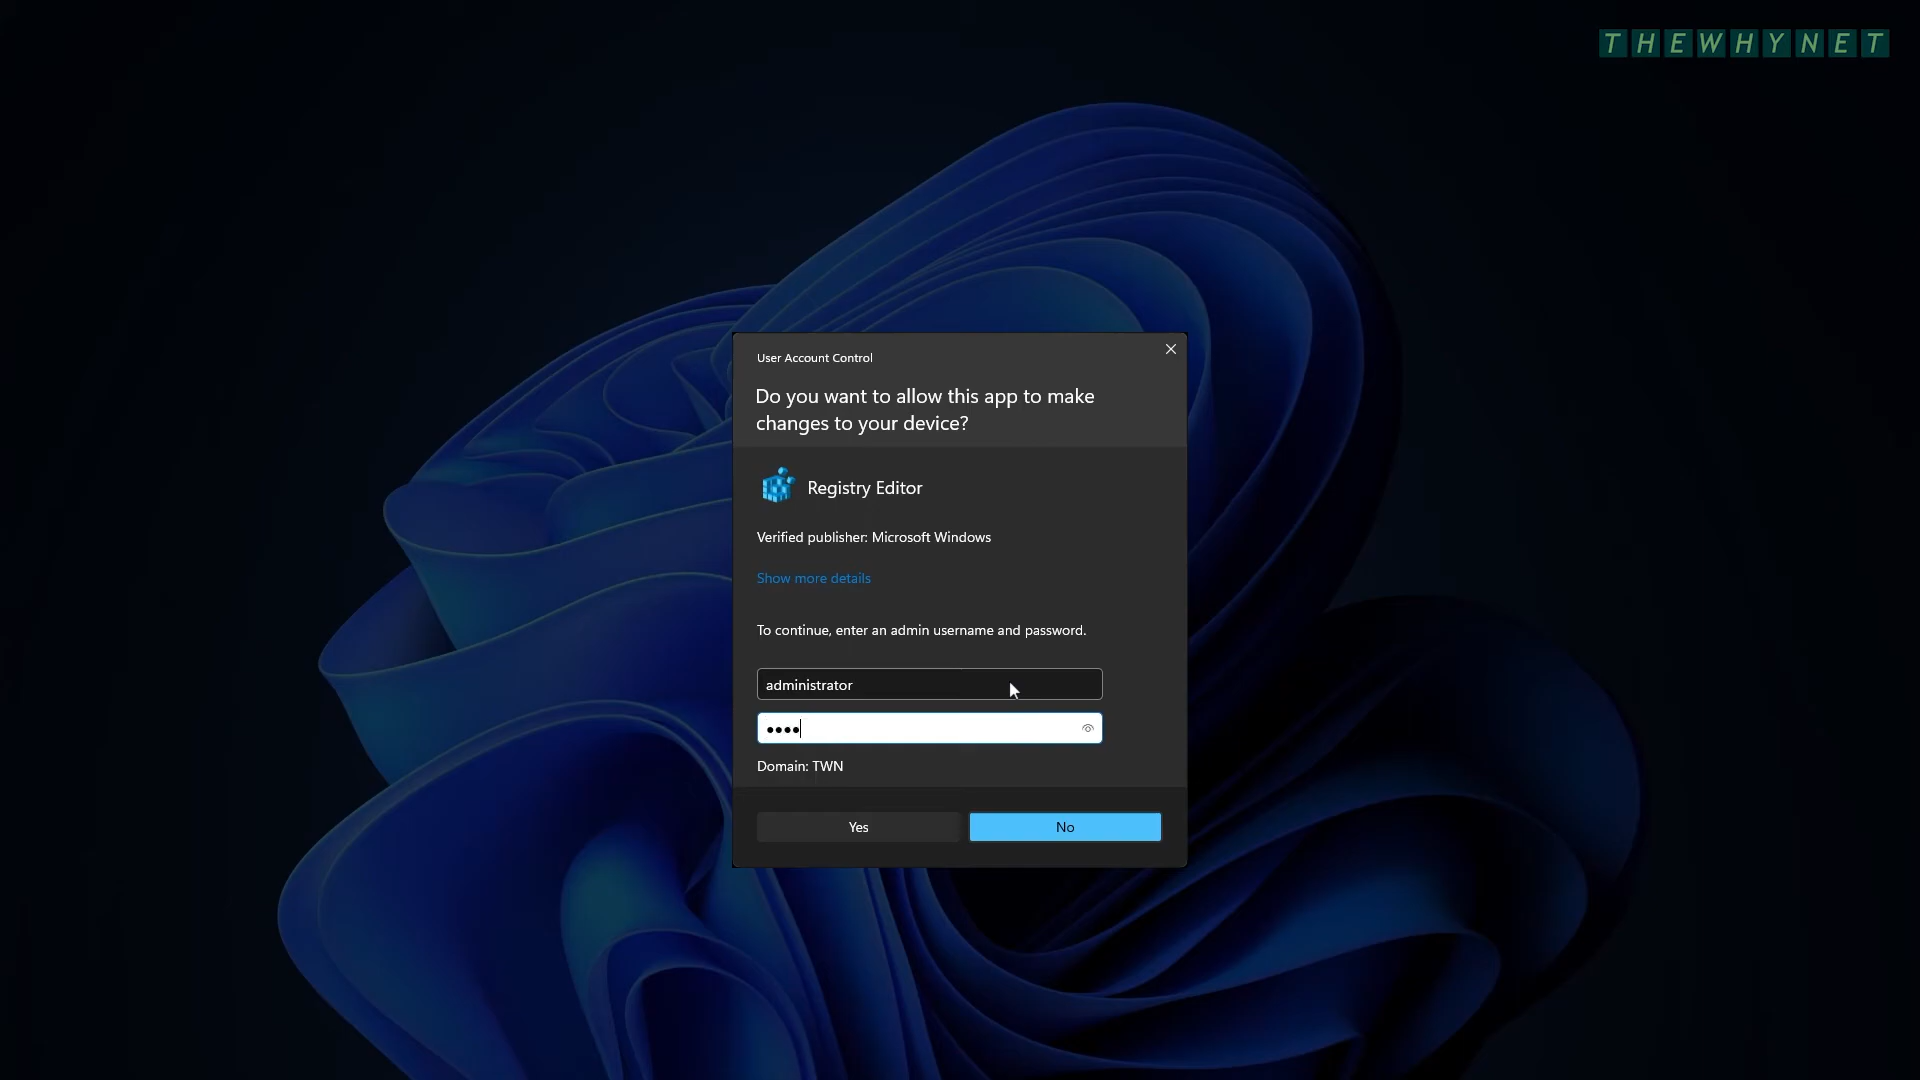 THEWHYNET
User Account Control
Do you want to allow this app to make
changes to your device?
Registry Editor
Verified publisher: Microsoft Windows
Show more details
To continue, enter an admin username and password.
administrator
••••
Domain: TWN
Yes
No